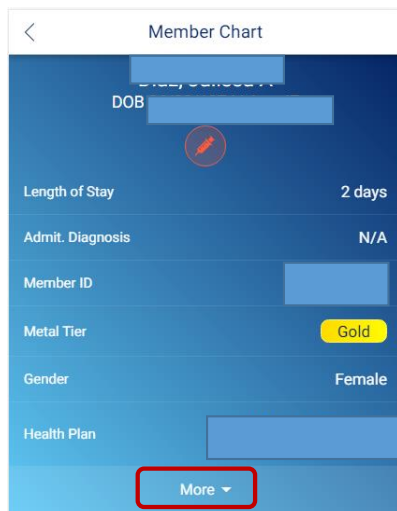 Member Chart
DOB
Length of Stay 2 days
Admit. Diagnosis N/A
Member ID
Metal Tier Gold
Gender Female
Health Plan
More